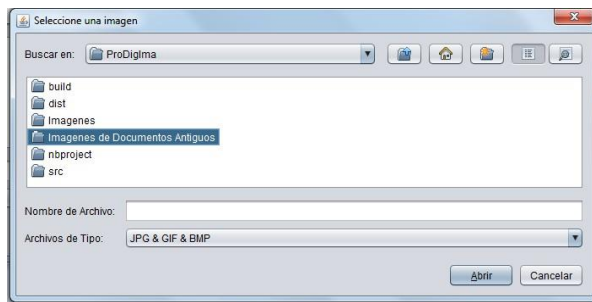 Seleccione una imagen
Buscar en: ProDigIma
build
dist
Imagenes
Imagenes de Documentos Antiguos
nbproject
src
Nombre de Archivo:
Archivos de Tipo: JPG & GIF & BMP
Abrir Cancelar